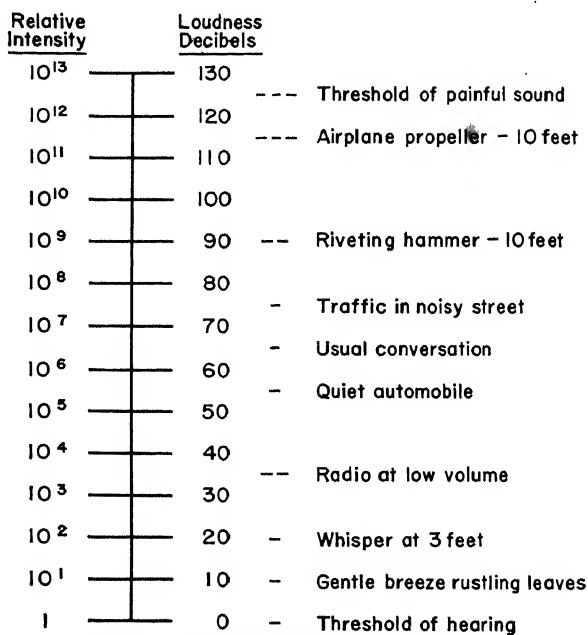 Relative Loudness
Intensity Decibels
10¹³ 130
--- Threshold of painful sound
10¹² 120
--- Airplane propeller - 10 feet
10¹¹ 110
10¹⁰ 100
10⁹ 90 -- Riveting hammer - 10 feet
10⁸ 80
- Traffic in noisy street
10⁷ 70
- Usual conversation
10⁶ 60
- Quiet automobile
10⁵ 50
10⁴ 40
-- Radio at low volume
10³ 30
10² 20 - Whisper at 3 feet
10¹ 10 - Gentle breeze rustling leaves
1 0 - Threshold of hearing